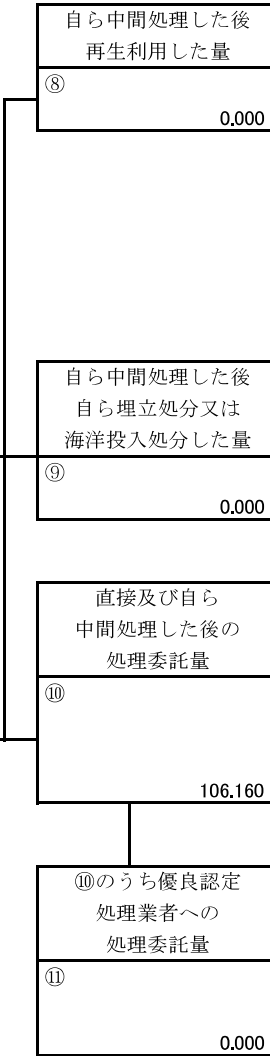 自ら中間処理した後
再生利用した量
⑧
0.000
自ら中間処理した後
自ら埋立処分又は
海洋投入処分した量
⑨
0.000
直接及び自ら
中間処理した後の
処理委託量
⑩
106.160
⑩のうち優良認定
処理業者への
処理委託量
⑪
0.000